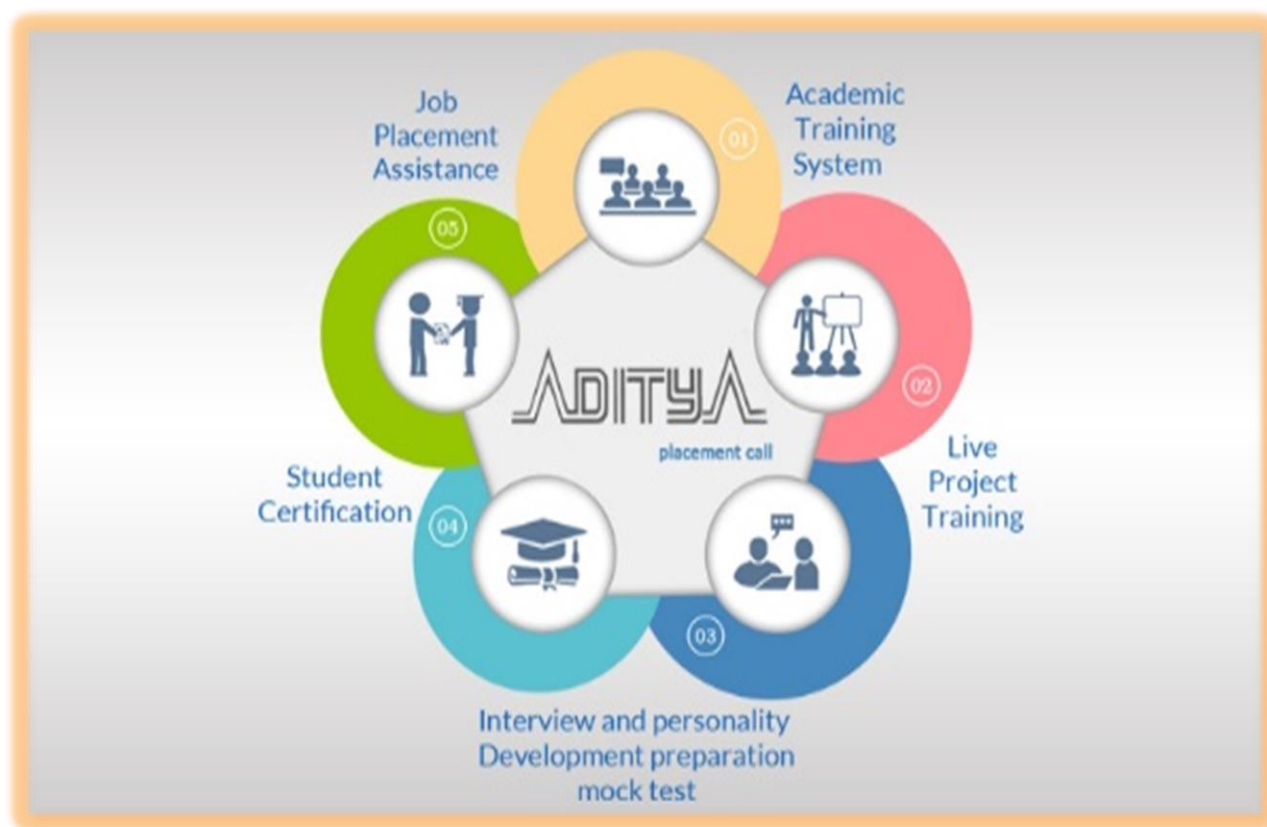 01
Academic
Training
System
02
Live
Project
Training
03
Interview and personality
Development preparation
mock test
04
Student
Certification
05
Job
Placement
Assistance
ADITYA
placement call